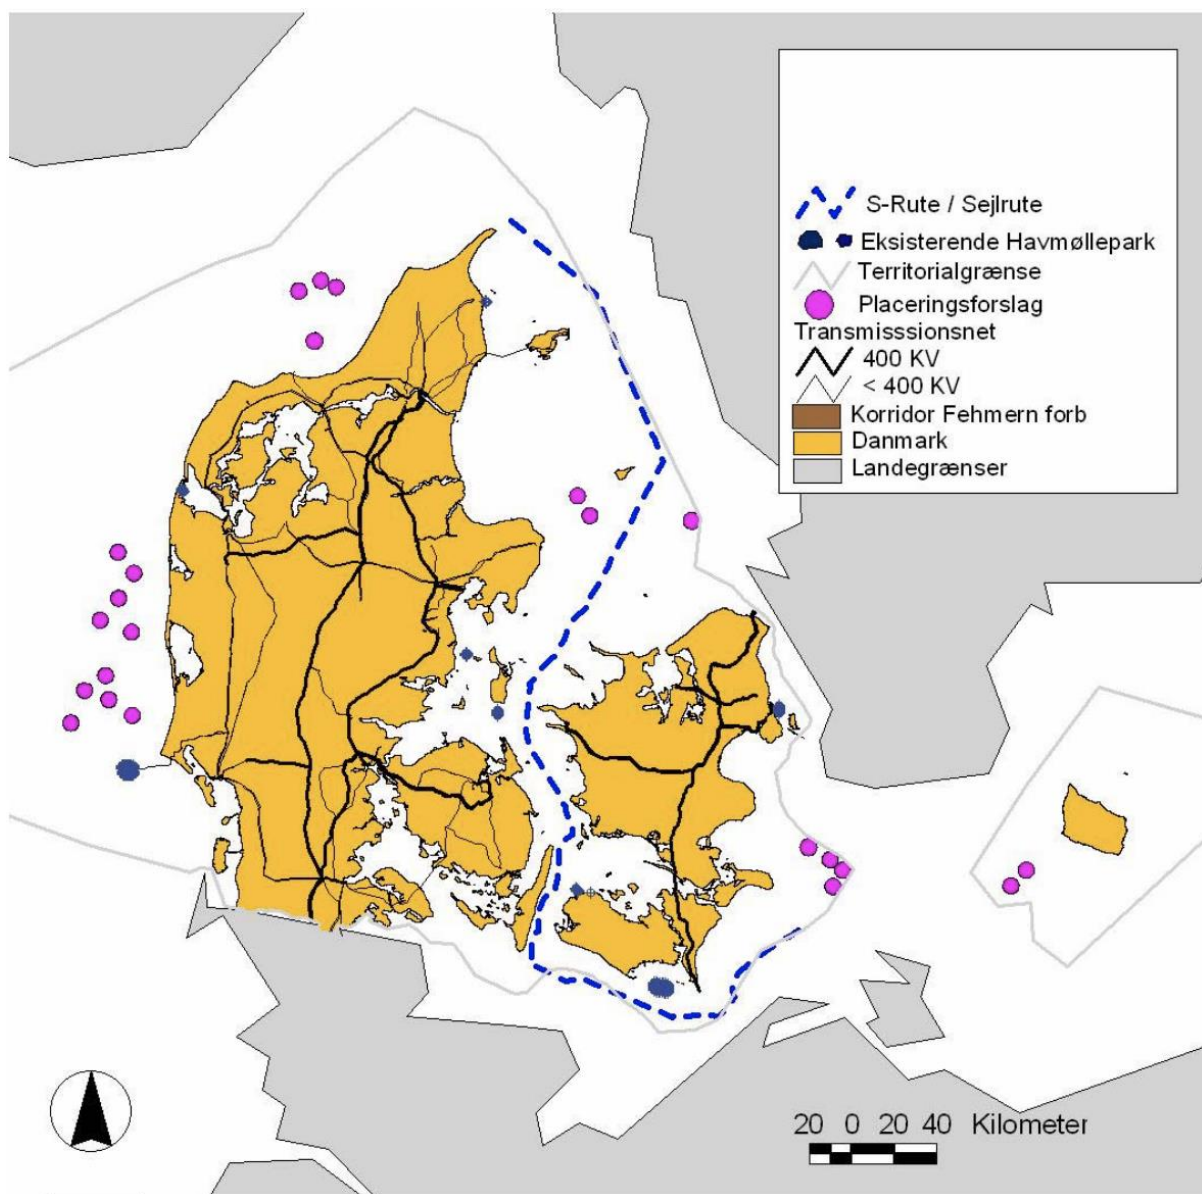 S-Rute / Sejlrute
Eksisterende Havmøllepark
Territorialgrænse
Placeringsforslag
Transmisssionsnet
400 KV
< 400 KV
Korridor Fehmern forb
Danmark
Landegrænser
20 0 20 40 Kilometer